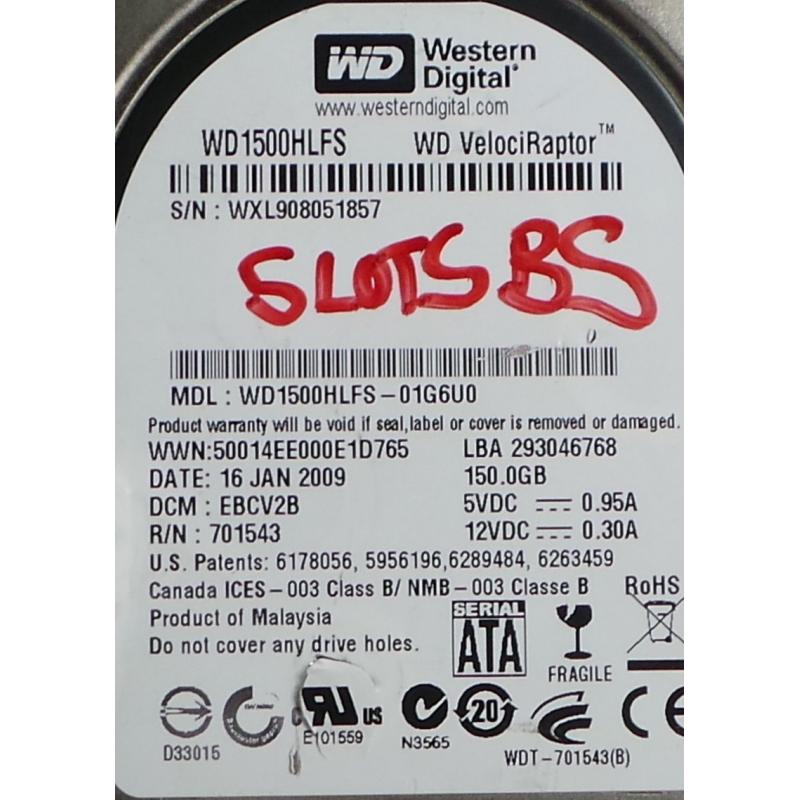 WD Western Digital®
www.westerndigital.com
WD1500HLFS WD VelociRaptor™
S/N : WXL908051857
SLOTS BS
MDL : WD1500HLFS-01G6U0
Product warranty will be void if seal,label or cover is removed or damaged.
WWN:50014EE000E1D765 LBA 293046768
DATE: 16 JAN 2009 150.0GB
DCM : EBCV2B 5VDC 0.95A
R/N : 701543 12VDC 0.30A
U.S. Patents: 6178056, 5956196,6289484, 6263459
Canada ICES-003 Class B/ NMB-003 Classe B RoHS
Product of Malaysia
Do not cover any drive holes.
SERIAL
ATA
FRAGILE
c RU US 20 CE
D33015 E101559 N3565 WDT-701543(B)